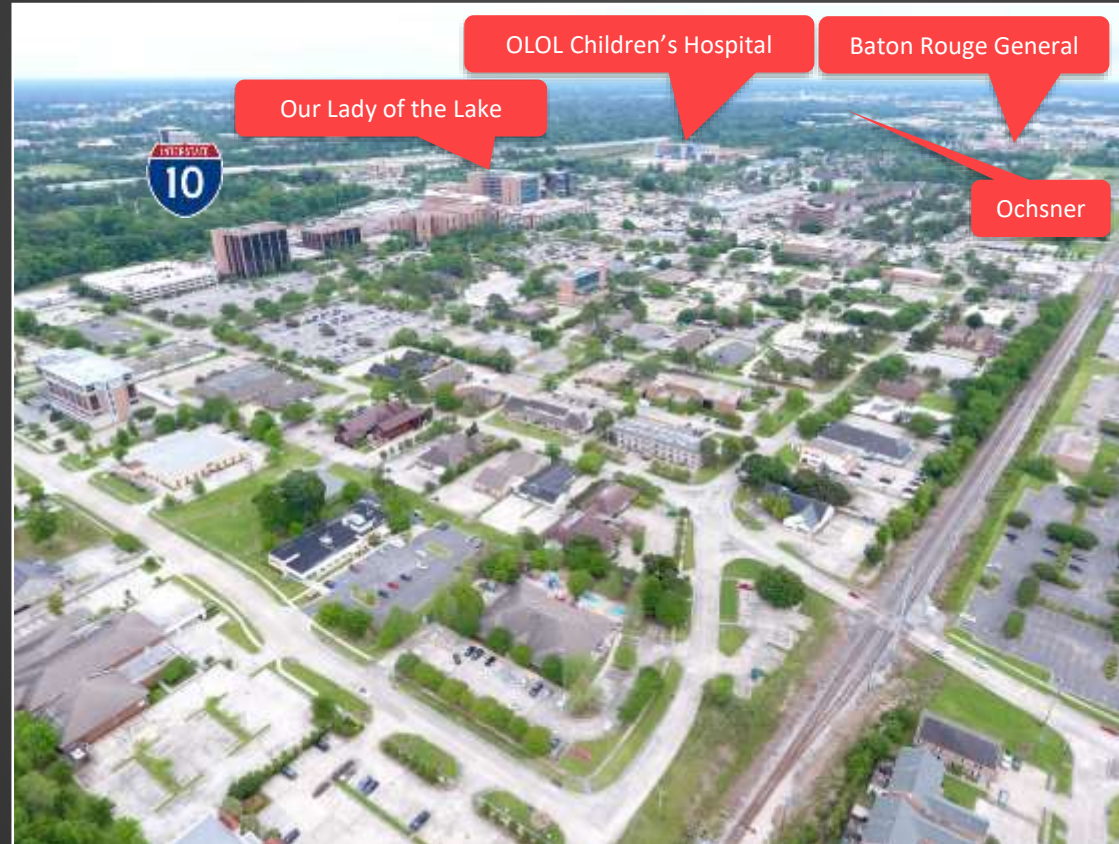 OLOL Children’s Hospital
Baton Rouge General
Our Lady of the Lake
INTERSTATE
10
Ochsner